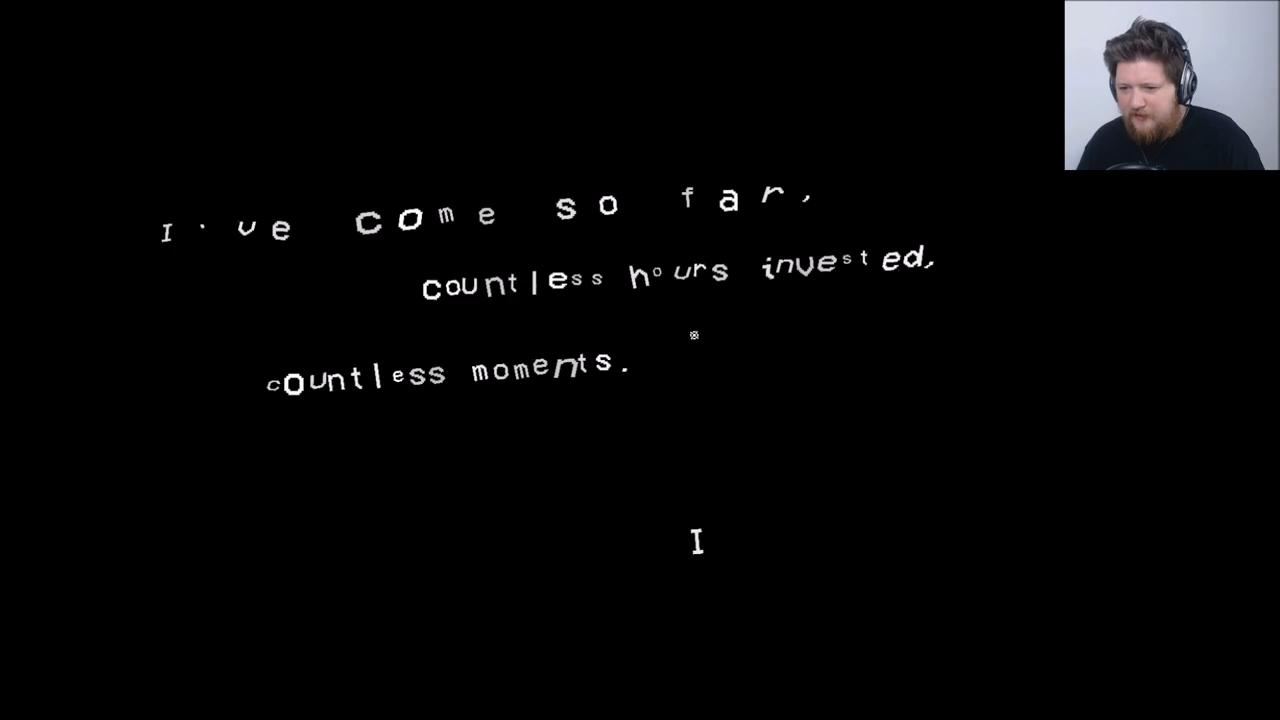 I've come so far,
countless hours invested,
countless moments.
I